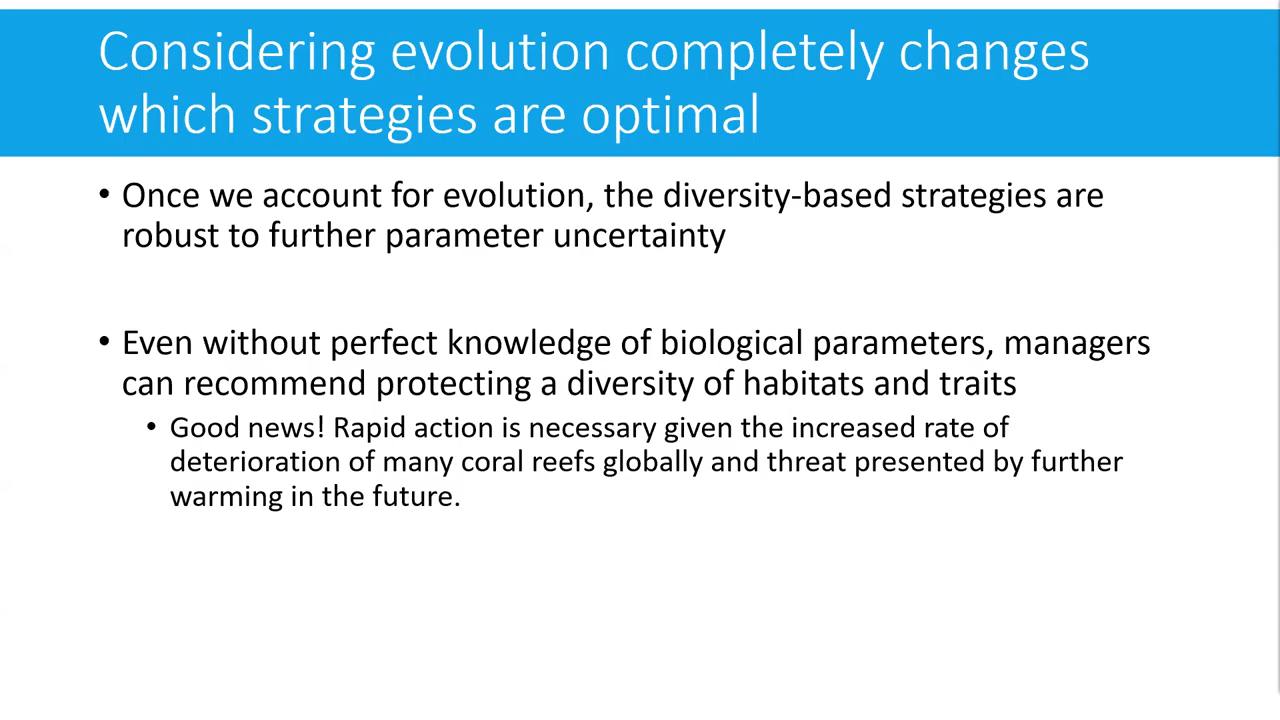 Considering evolution completely changes
which strategies are optimal
• Once we account for evolution, the diversity-based strategies are
robust to further parameter uncertainty
• Even without perfect knowledge of biological parameters, managers
can recommend protecting a diversity of habitats and traits
• Good news! Rapid action is necessary given the increased rate of
deterioration of many coral reefs globally and threat presented by further
warming in the future.